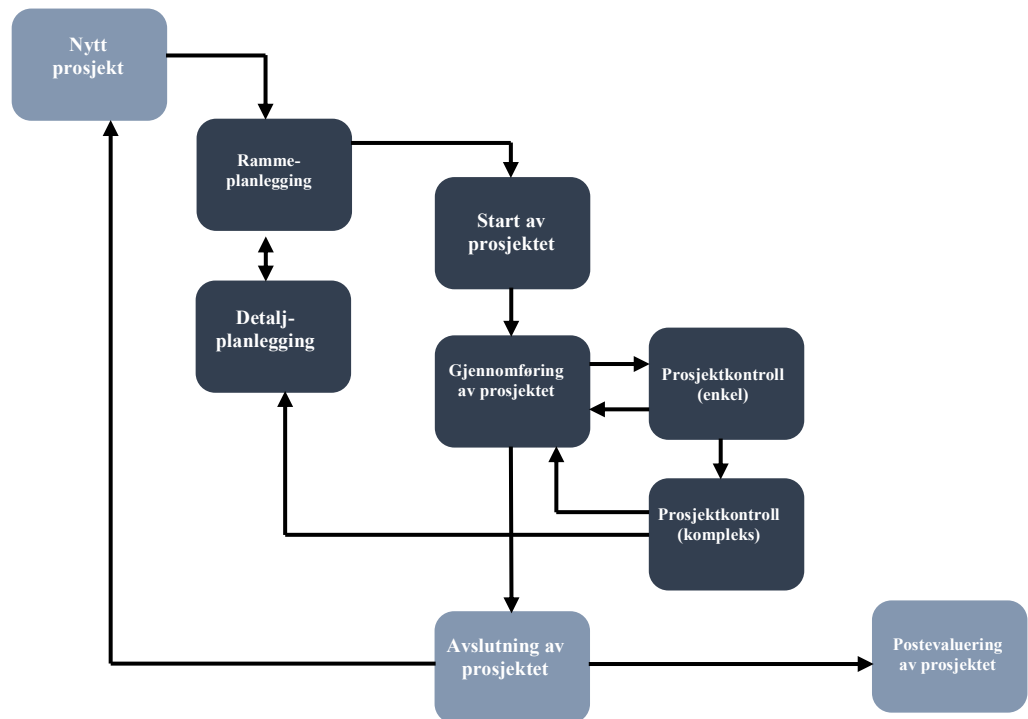 Nytt
prosjekt
Ramme-
planlegging
Start av
prosjektet
Detalj-
planlegging
Gjennomføring
av prosjektet
Prosjektkontroll
(enkel)
Prosjektkontroll
(kompleks)
Avslutning av
prosjektet
Postevaluering
av prosjektet